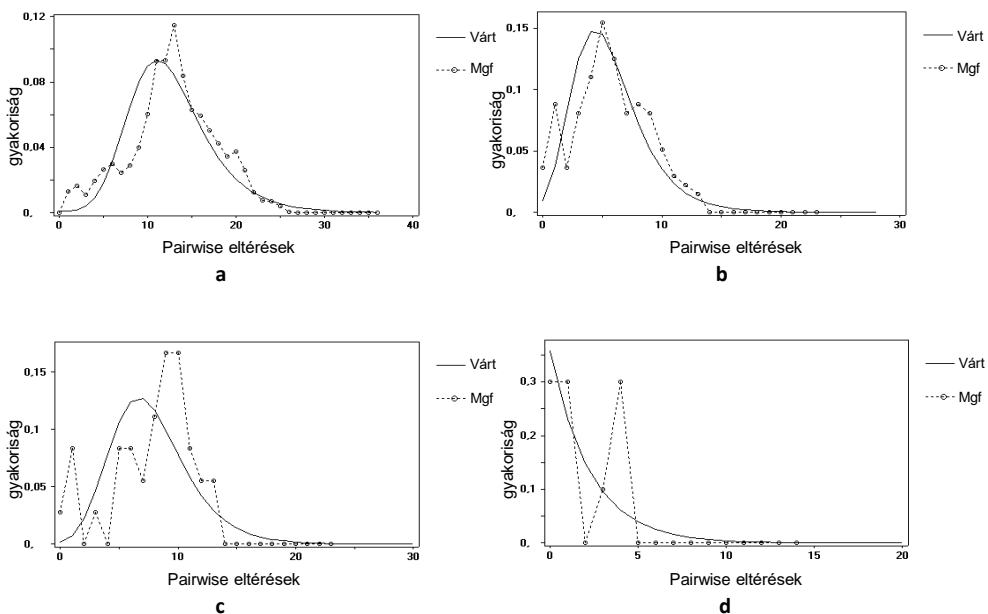 0,12
0,08
0,04
0,
gyakoriság
0 10 20 30 40
Pairwise eltérések
Várt
Mgf
a
0,15
0,1
0,05
0,
gyakoriság
0 10 20 30
Pairwise eltérések
Várt
Mgf
b
0,15
0,1
0,05
0,
gyakoriság
0 10 20 30
Pairwise eltérések
Várt
Mgf
c
0,3
0,2
0,1
0,
gyakoriság
0 5 10 15 20
Pairwise eltérések
Várt
Mgf
d